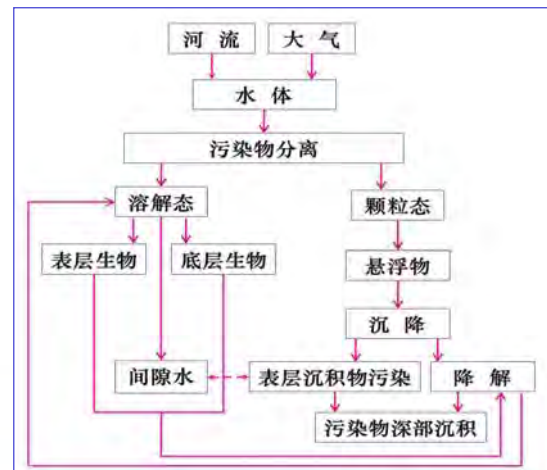 河流 大气
水体
污染物分离
溶解态 颗粒态
表层生物 底层生物 悬浮物
沉降
间隙水 表层沉积物污染 降解
污染物深部沉积